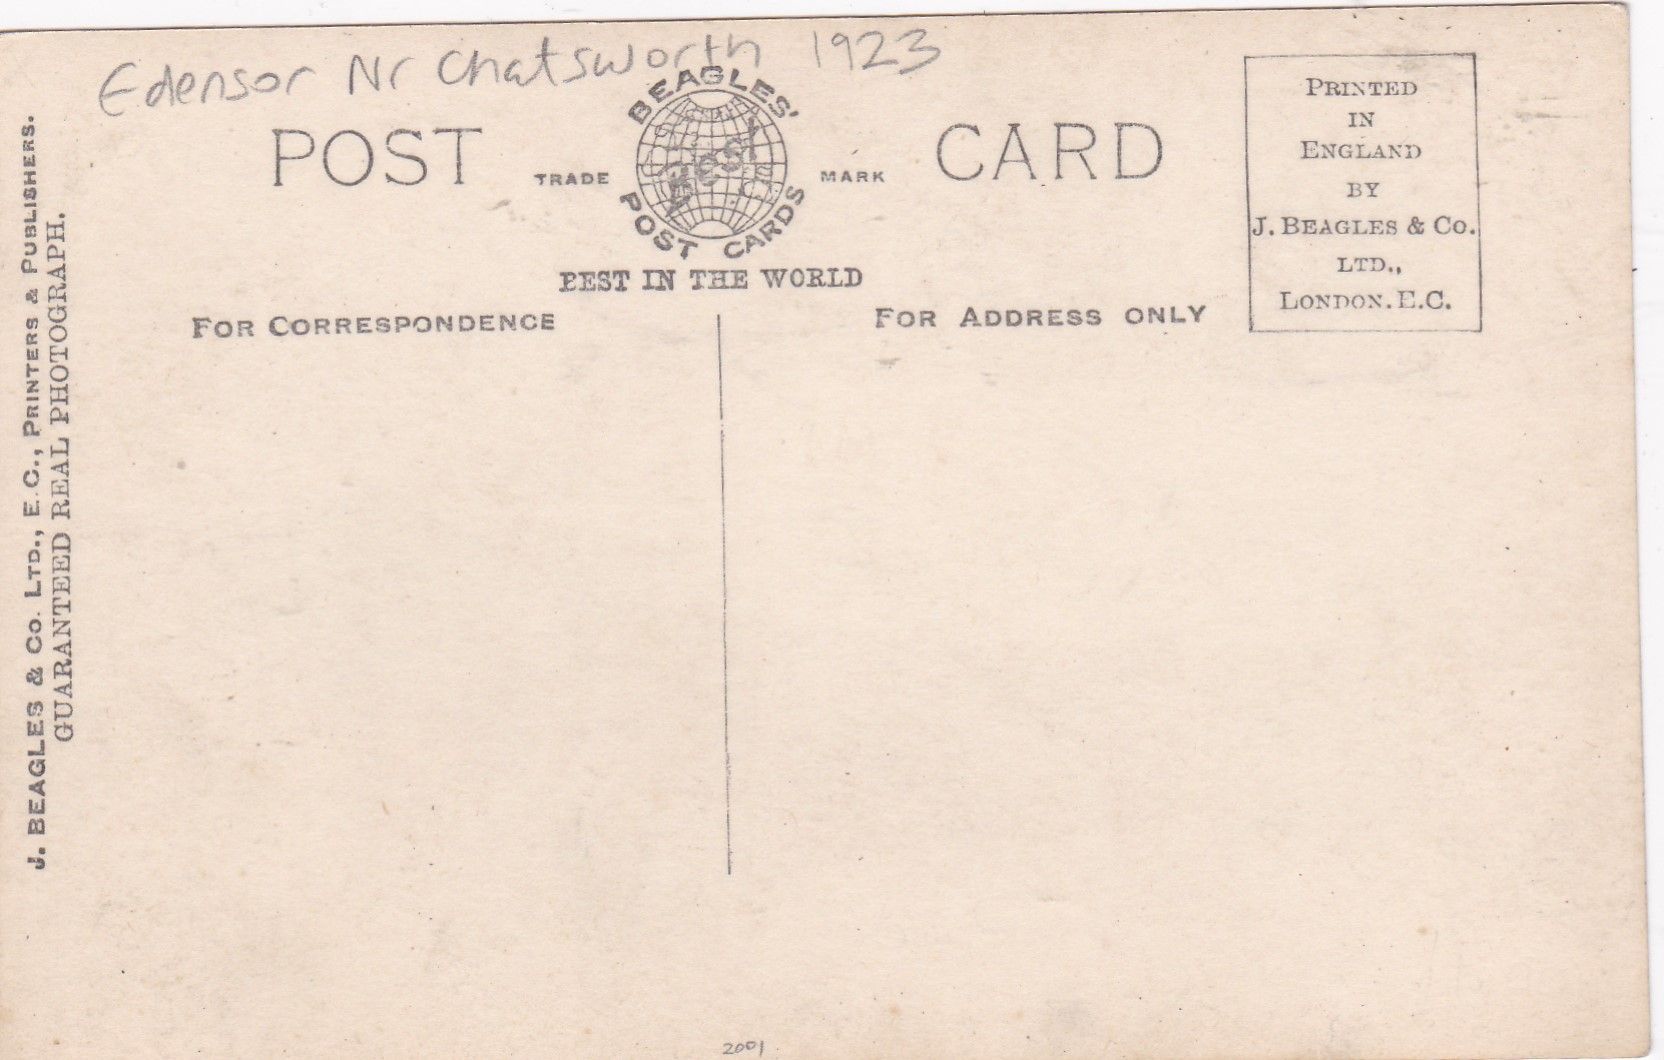 Edensor Nr Chatsworth 1923
POST CARD
BEAGLES'
TRADE MARK
POST CARDS
BEST IN THE WORLD
FOR CORRESPONDENCE
FOR ADDRESS ONLY
PRINTED
IN
ENGLAND
BY
J. BEAGLES & CO.
LTD.,
LONDON. E.C.
J. BEAGLES & CO. LTD., E.C., PRINTERS & PUBLISHERS.
GUARANTEED REAL PHOTOGRAPH.
2001